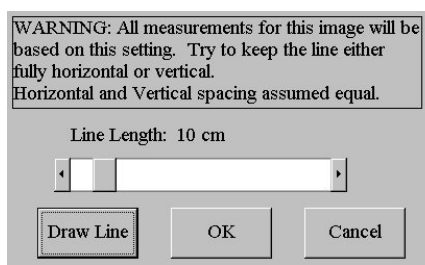 WARNING: All measurements for this image will be
based on this setting.  Try to keep the line either
fully horizontal or vertical.
Horizontal and Vertical spacing assumed equal.
Line Length:  10 cm
Draw Line
OK
Cancel